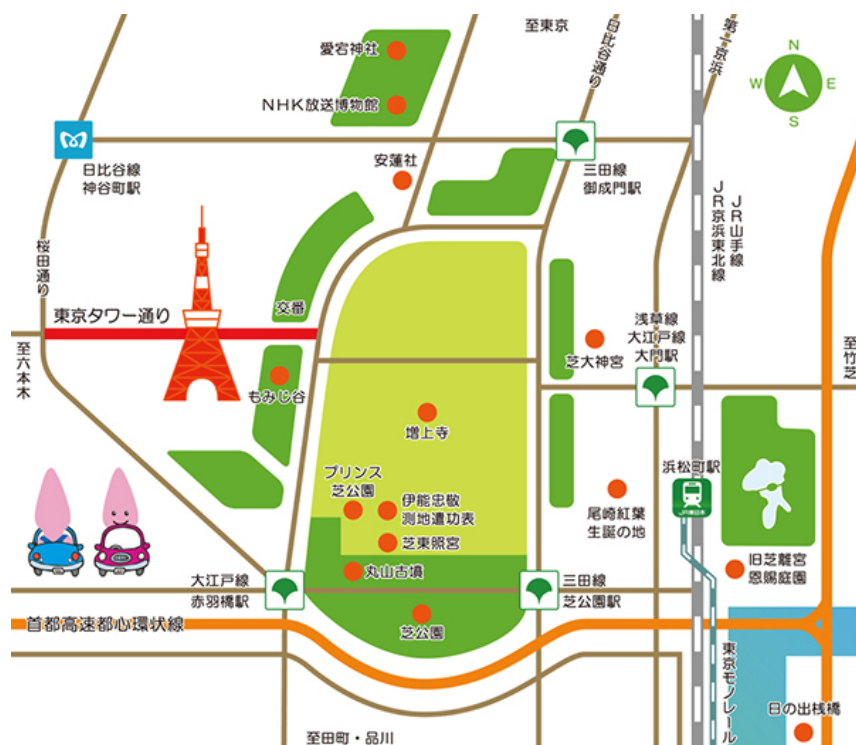 至東京
日比谷通り
第一京浜
愛宕神社
NHK放送博物館
N
W
E
S
日比谷線
神谷町駅
安蓮社
三田線
御成門駅
JR山手線
JR京浜東北線
桜田通り
東京タワー通り
交番
浅草線
大江戸線
大門駅
芝大神宮
至六本木
至竹芝
もみじ谷
増上寺
プリンス
芝公園
伊能忠敬
測地遺功表
浜松町駅
JR東日本
尾崎紅葉
生誕の地
芝東照宮
丸山古墳
旧芝離宮
恩賜庭園
大江戸線
赤羽橋駅
三田線
芝公園駅
芝公園
首都高速都心環状線
東京モノレール
日の出桟橋
至田町・品川